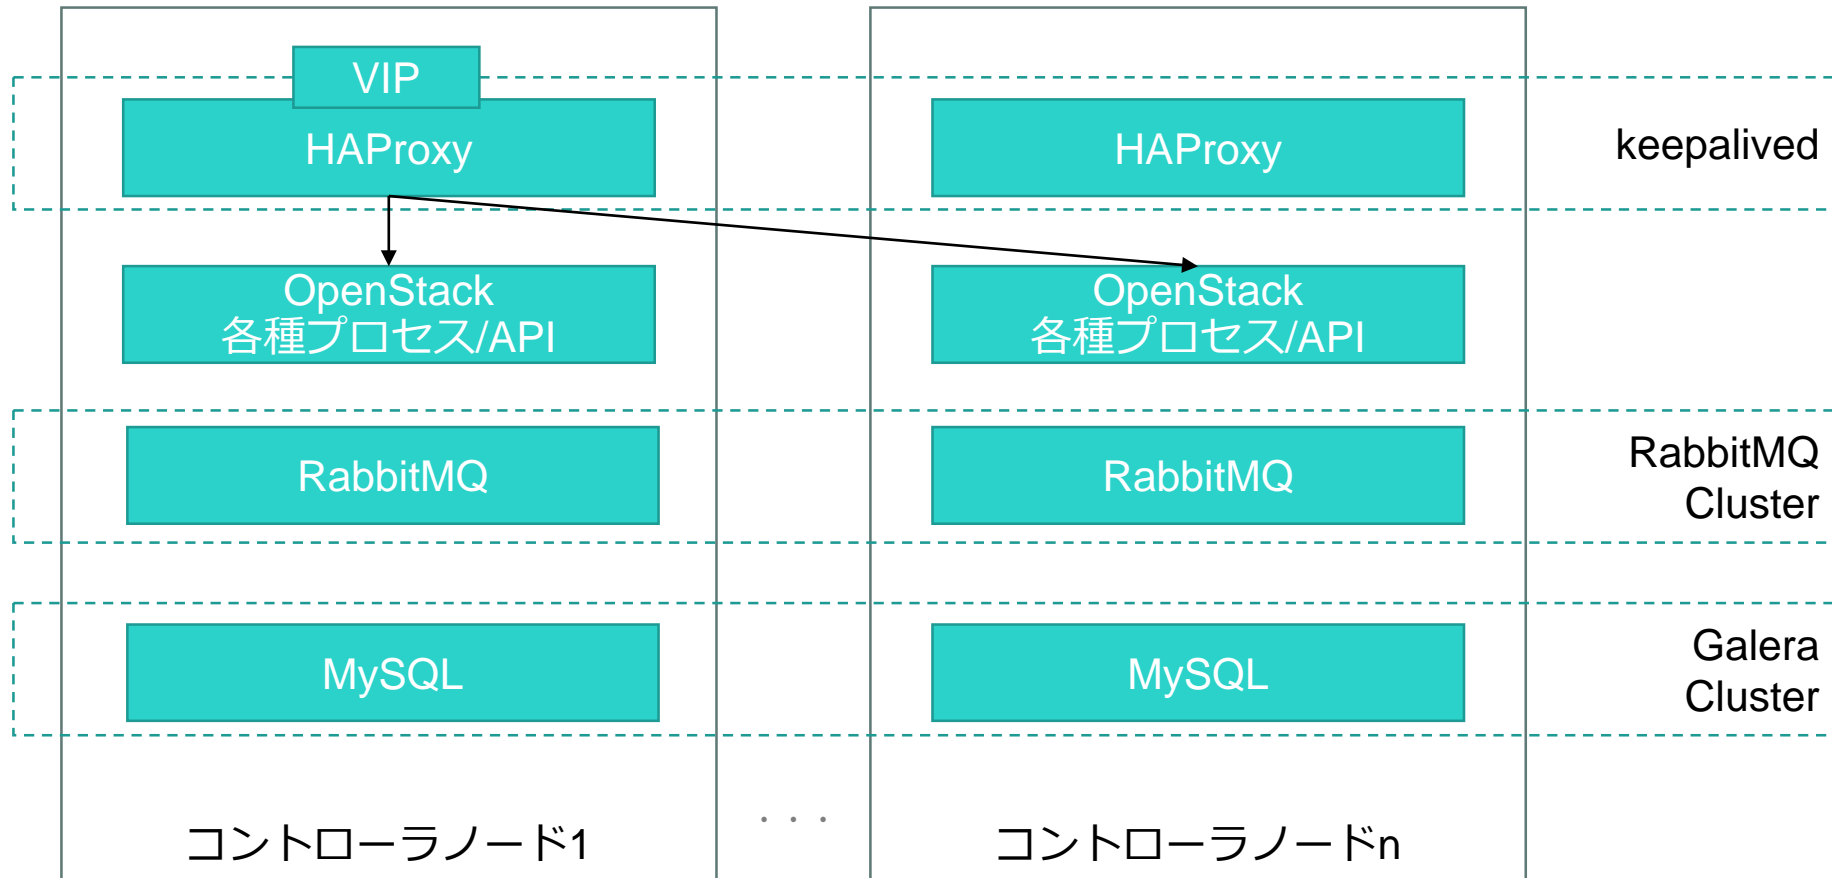 VIP
HAProxy
HAProxy
keepalived
OpenStack
各種プロセス/API
OpenStack
各種プロセス/API
RabbitMQ
RabbitMQ
RabbitMQ
Cluster
MySQL
MySQL
Galera
Cluster
コントローラノード1
・・・
コントローラノードn